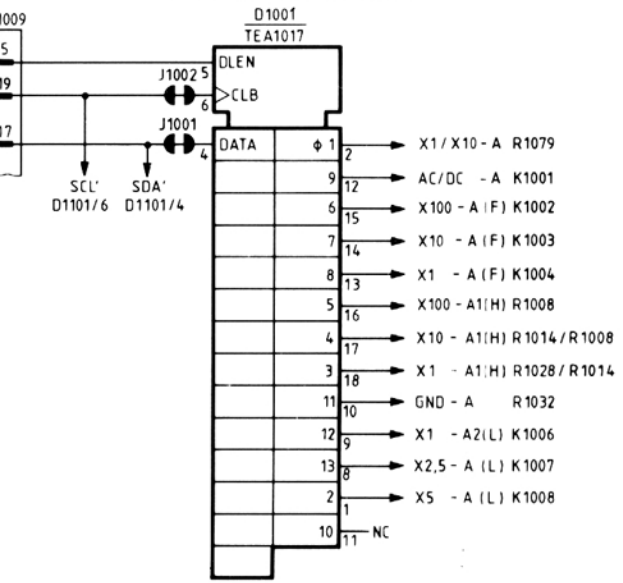 1009
D1001
TEA1017
5
DLEN
J1002
5
19
6
CLB
J1001
17
4
DATA
φ 1
2
X1/X10-A R1079
9
12
AC/DC -A K1001
SCL'
D1101/6
SDA'
D1101/4
6
15
X100-A (F) K1002
7
14
X10 -A (F) K1003
8
13
X1 -A (F) K1004
5
16
X100-A1(H) R1008
4
17
X10 -A1(H) R1014/R1008
3
18
X1 -A1(H) R1028/R1014
11
10
GND-A R1032
12
9
X1 -A2(L) K1006
13
8
X2,5-A (L) K1007
2
1
X5 -A (L) K1008
10
11
NC